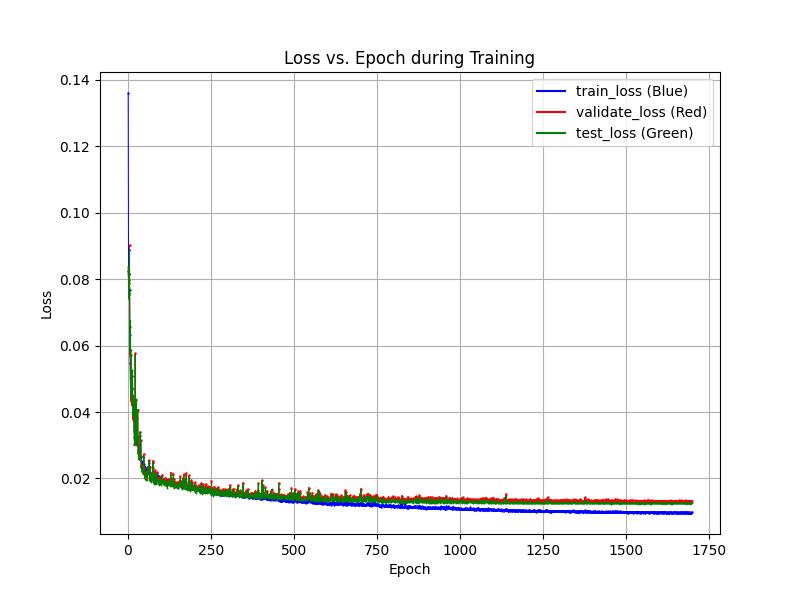 Loss vs. Epoch during Training
train_loss (Blue)
validate_loss (Red)
test_loss (Green)
Loss
0.14
0.12
0.10
0.08
0.06
0.04
0.02
0 250 500 750 1000 1250 1500 1750
Epoch